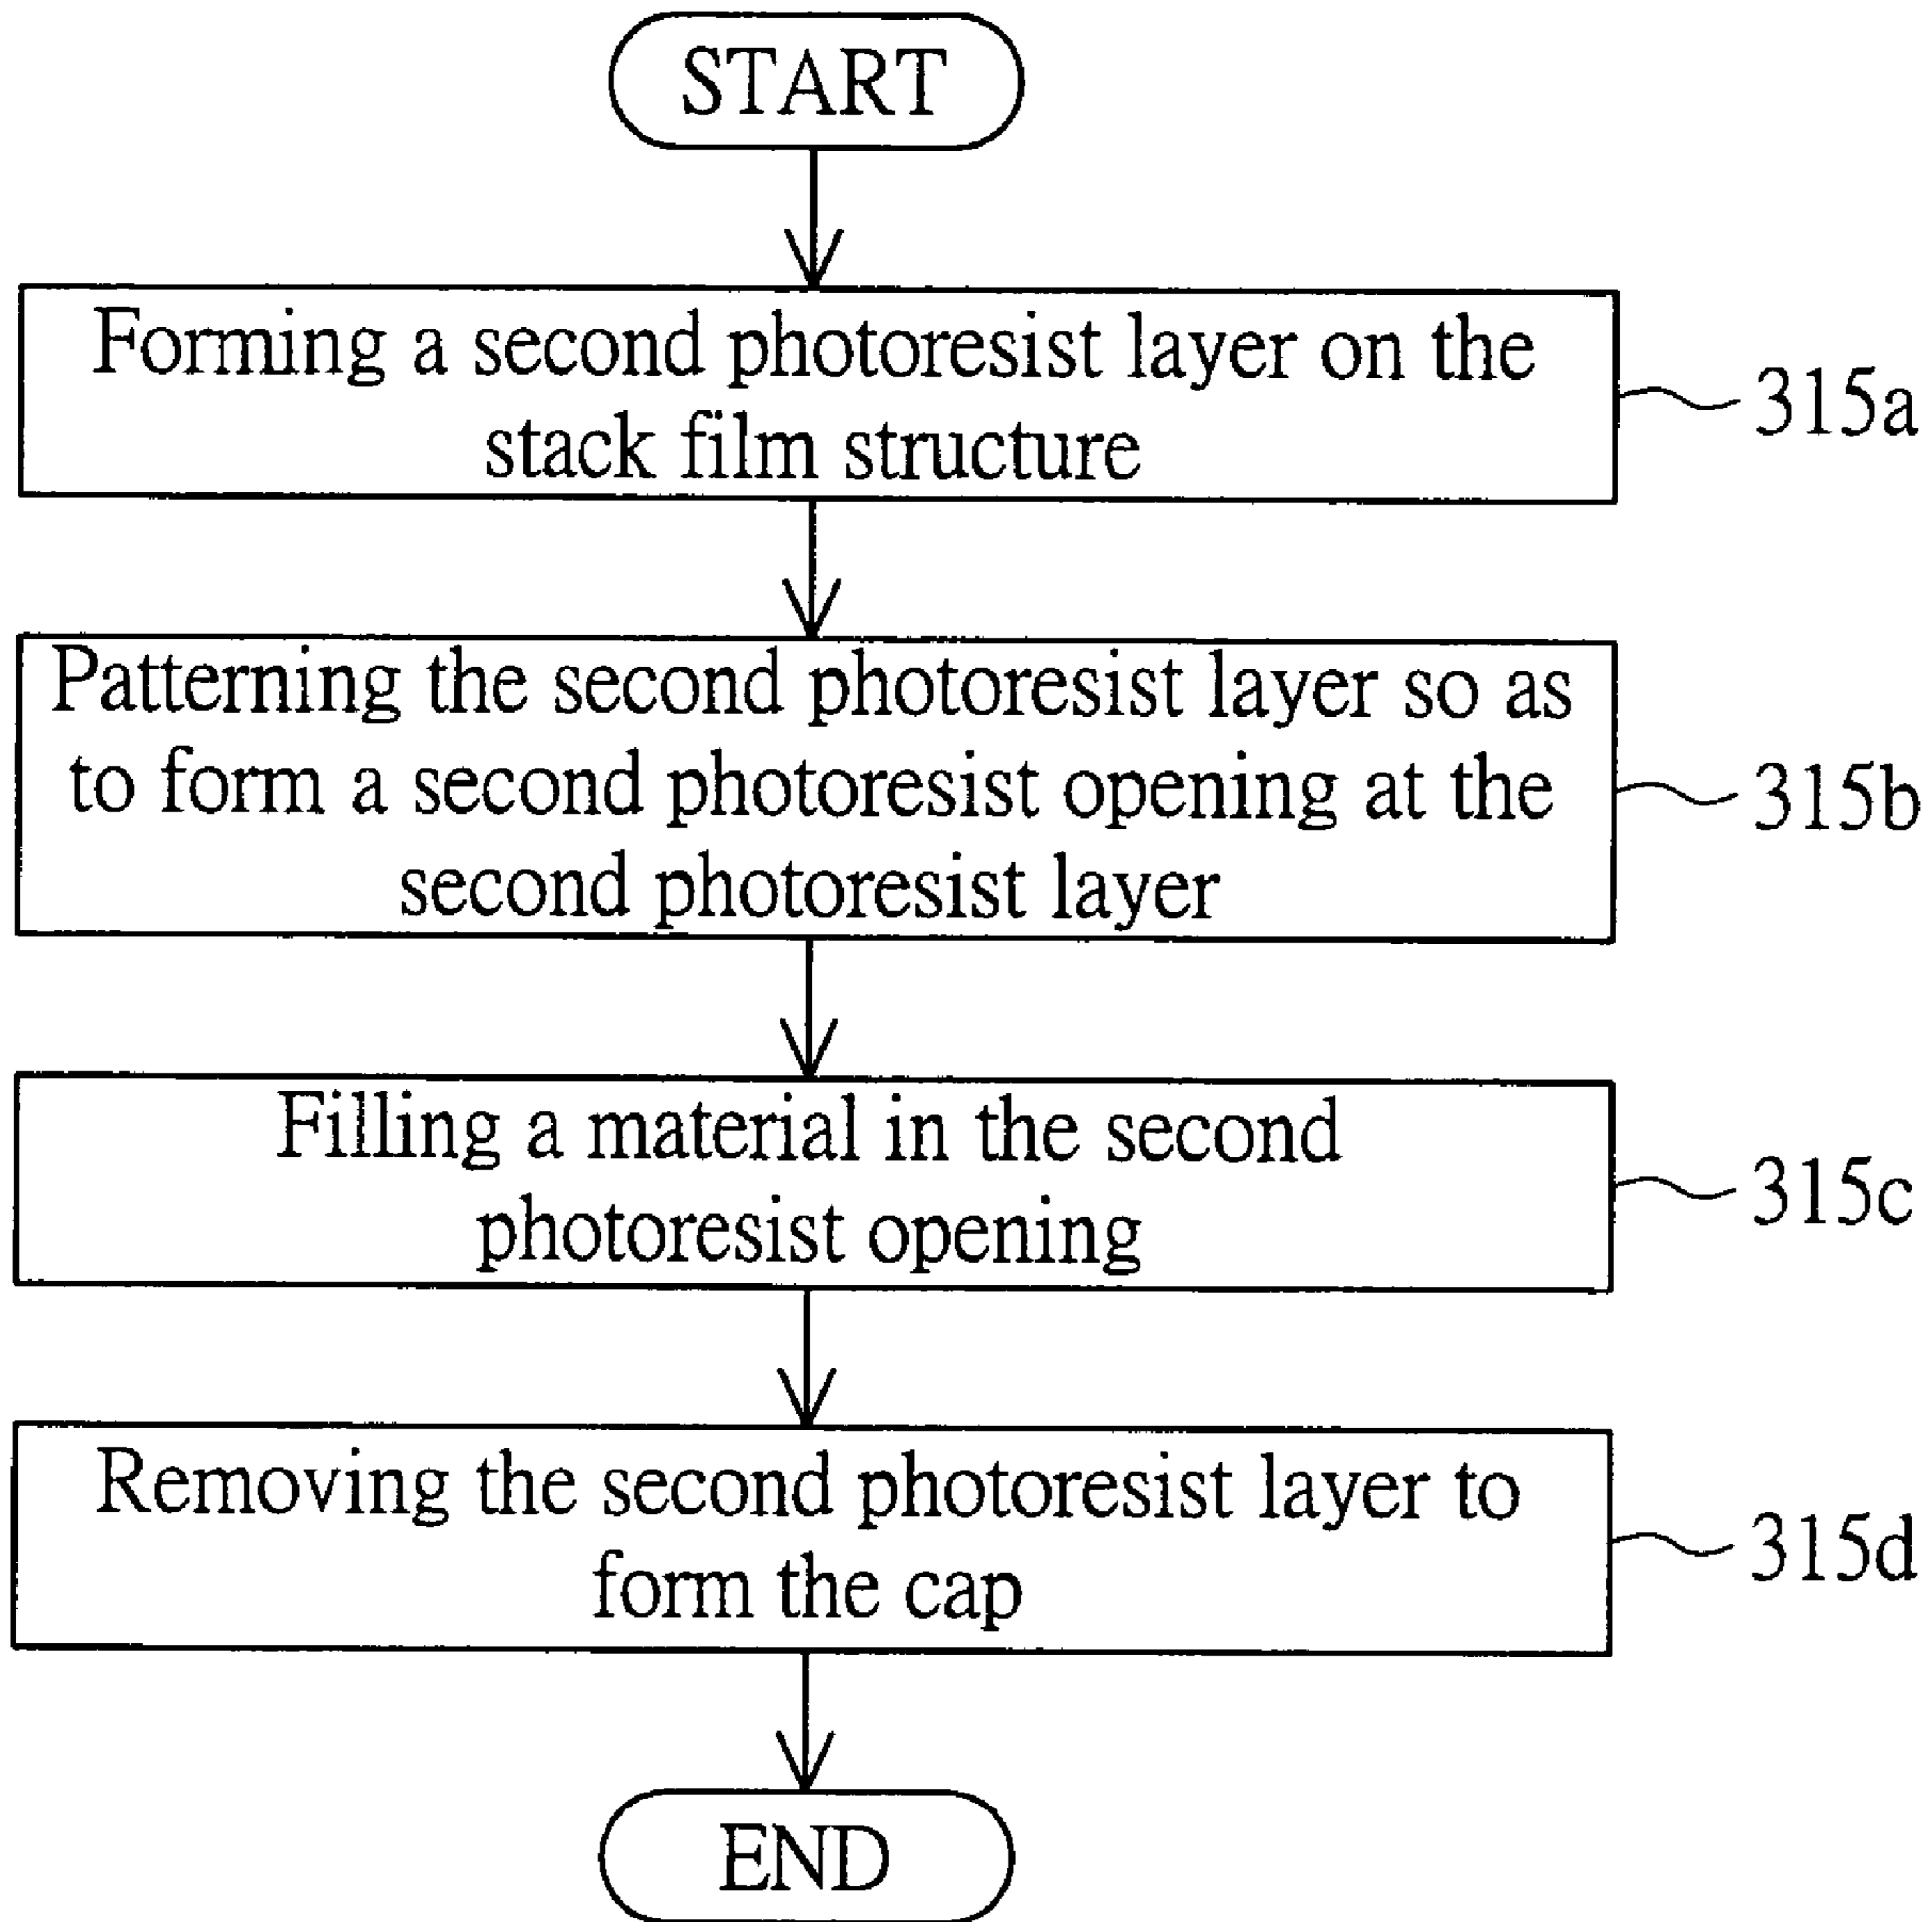 START
Forming a second photoresist layer on the
stack film structure
315a
Patterning the second photoresist layer so as
to form a second photoresist opening at the
second photoresist layer
315b
Filling a material in the second
photoresist opening
315c
Removing the second photoresist layer to
form the cap
315d
END